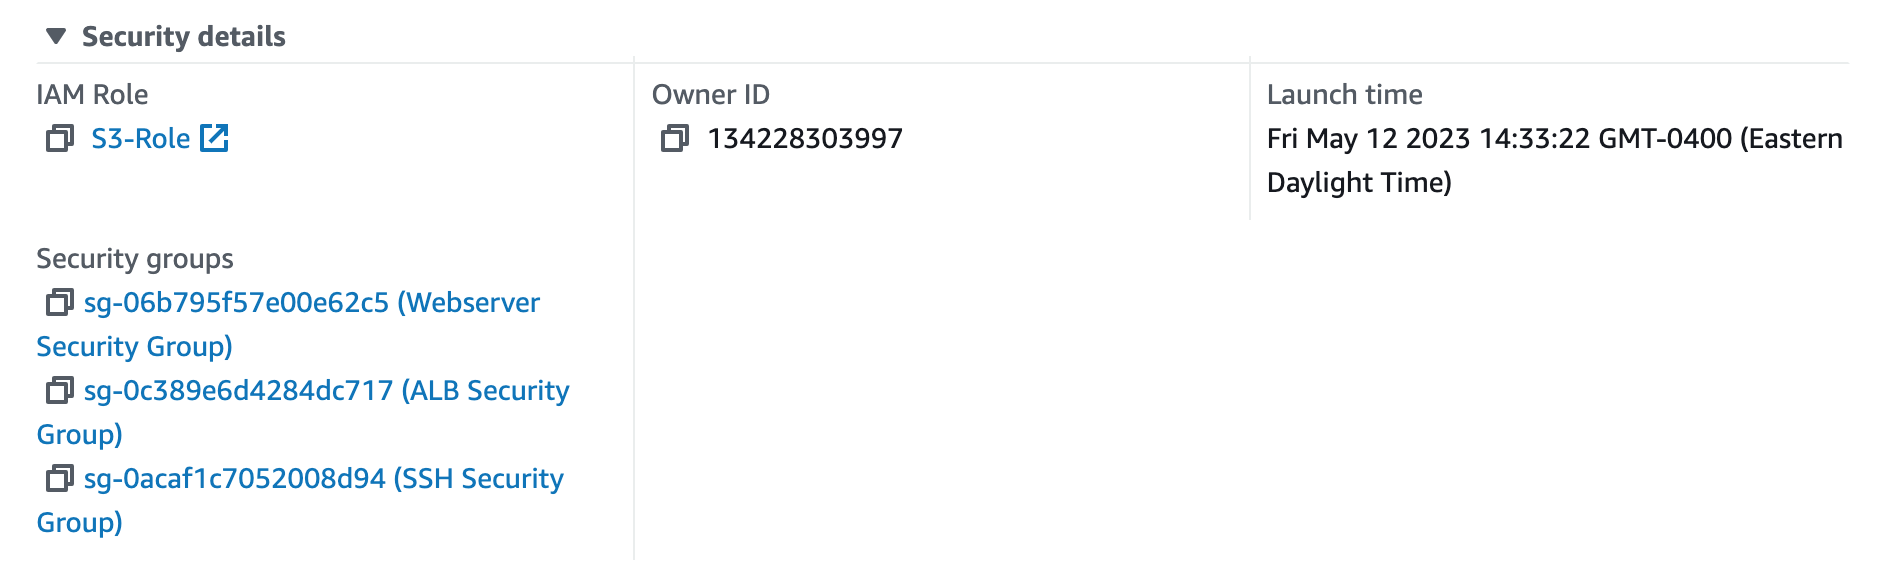 Security details
IAM Role
S3-Role
Owner ID
134228303997
Launch time
Fri May 12 2023 14:33:22 GMT-0400 (Eastern
Daylight Time)
Security groups
sg-06b795f57e00e62c5 (Webserver
Security Group)
sg-0c389e6d4284dc717 (ALB Security
Group)
sg-0acaf1c7052008d94 (SSH Security
Group)